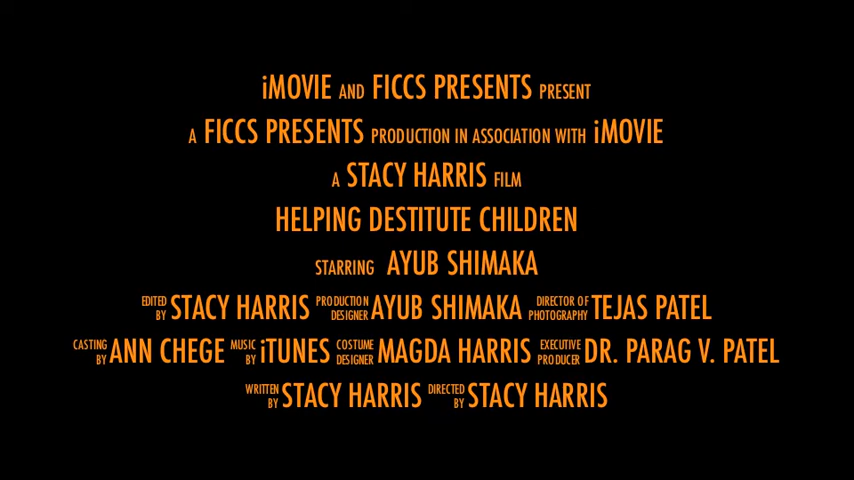 iMOVIE AND FICCS PRESENTS PRESENT
A FICCS PRESENTS PRODUCTION IN ASSOCIATION WITH iMOVIE
A STACY HARRIS FILM
HELPING DESTITUTE CHILDREN
STARRING AYUB SHIMAKA
EDITED BY STACY HARRIS PRODUCTION DESIGNER AYUB SHIMAKA DIRECTOR OF PHOTOGRAPHY TEJAS PATEL
CASTING BY ANN CHEGE MUSIC BY iTUNES COSTUME DESIGNER MAGDA HARRIS EXECUTIVE PRODUCER DR. PARAG V. PATEL
WRITTEN BY STACY HARRIS DIRECTED BY STACY HARRIS